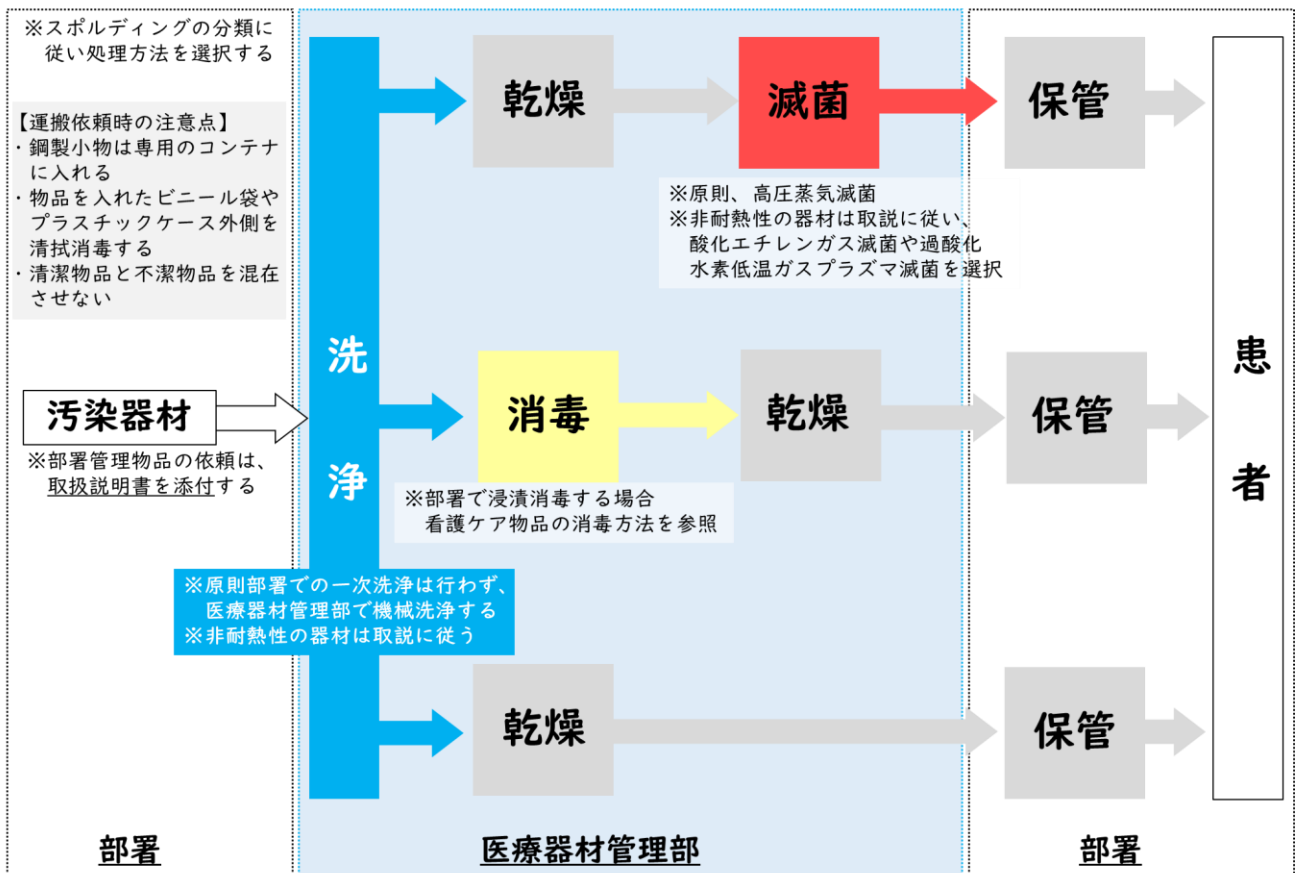 ※スポルディングの分類に
従い処理方法を選択する
【運搬依頼時の注意点】
・鋼製小物は専用のコンテナ
に入れる
・物品を入れたビニール袋や
プラスチックケース外側を
清拭消毒する
・清潔物品と不潔物品を混在
させない
汚染器材
※部署管理物品の依頼は、
取扱説明書を添付する
洗浄
※原則部署での一次洗浄は行わず、
医療器材管理部で機械洗浄する
※非耐熱性の器材は取説に従う
乾燥
滅菌
保管
※原則、高圧蒸気滅菌
※非耐熱性の器材は取説に従い、
酸化エチレンガス滅菌や過酸化
水素低温ガスプラズマ滅菌を選択
消毒
乾燥
保管
※部署で浸漬消毒する場合
看護ケア物品の消毒方法を参照
乾燥
保管
患者
部署
医療器材管理部
部署